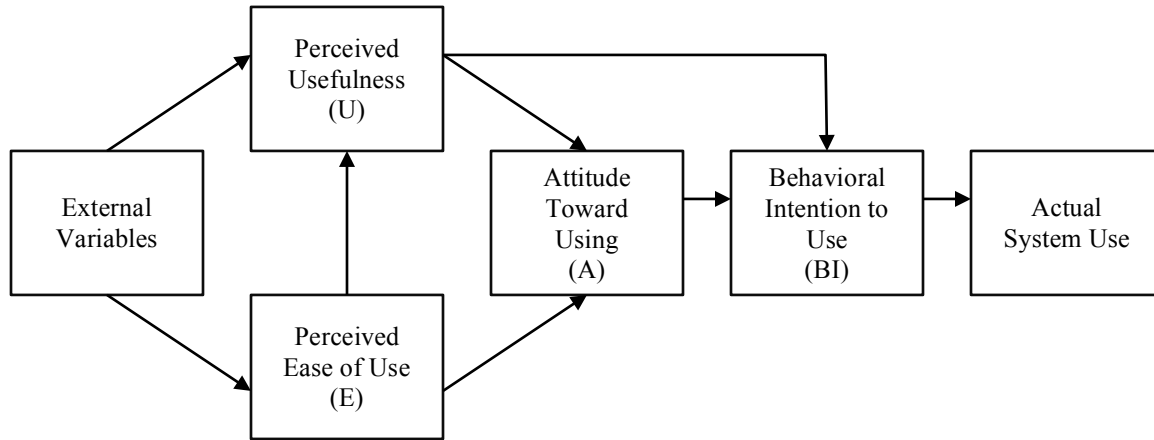 Perceived
Usefulness
(U)
External
Variables
Perceived
Ease of Use
(E)
Attitude
Toward
Using
(A)
Behavioral
Intention to
Use
(BI)
Actual
System Use